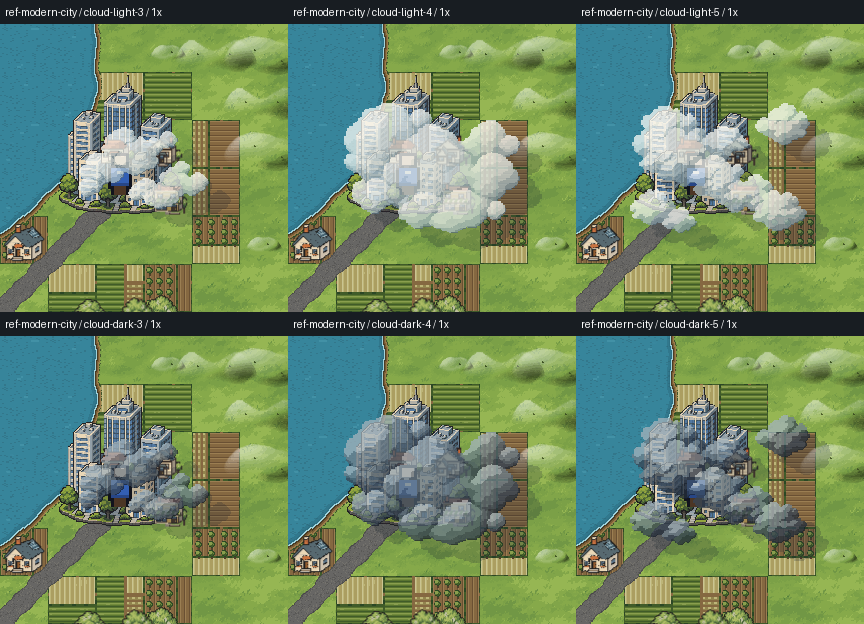 ref-modern-city / cloud-light-3 / 1x
ref-modern-city / cloud-light-4 / 1x
ref-modern-city / cloud-light-5 / 1x
ref-modern-city / cloud-dark-3 / 1x
ref-modern-city / cloud-dark-4 / 1x
ref-modern-city / cloud-dark-5 / 1x